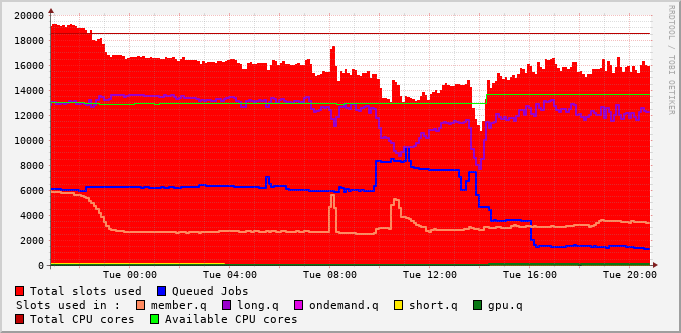 20000
18000
16000
14000
12000
10000
8000
6000
4000
2000
0
Tue 00:00 Tue 04:00 Tue 08:00 Tue 12:00 Tue 16:00 Tue 20:00
RRDTOOL / TOBI OETIKER
Total slots used Queued Jobs
Slots used in : member.q long.q ondemand.q short.q gpu.q
Total CPU cores Available CPU cores